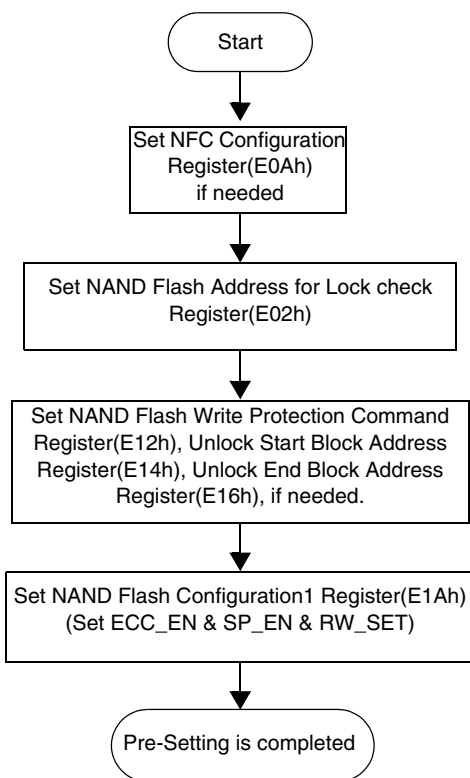 Start
Set NFC Configuration
Register(E0Ah)
if needed
Set NAND Flash Address for Lock check
Register(E02h)
Set NAND Flash Write Protection Command
Register(E12h), Unlock Start Block Address
Register(E14h), Unlock End Block Address
Register(E16h), if needed.
Set NAND Flash Configuration1 Register(E1Ah)
(Set ECC_EN & SP_EN & RW_SET)
Pre-Setting is completed